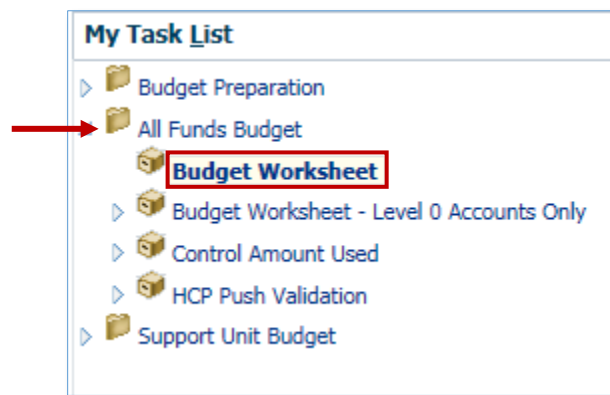 My Task List
Budget Preparation
All Funds Budget
Budget Worksheet
Budget Worksheet - Level 0 Accounts Only
Control Amount Used
HCP Push Validation
Support Unit Budget